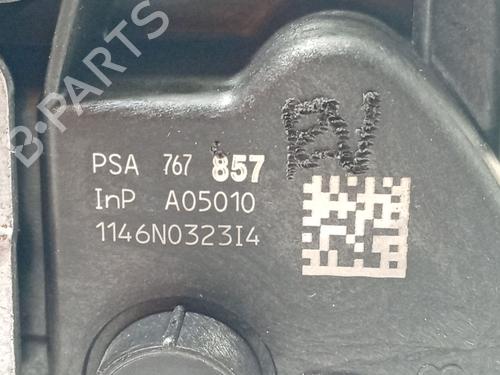 B-PARTS
PSA 767 857
InP A05010
1146N0323I4